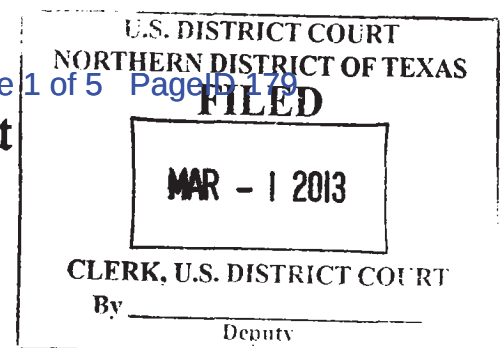 U.S. DISTRICT COURT
NORTHERN DISTRICT OF TEXAS
e 1 of 5 PageID 179
FILED
t
MAR - 1 2013
CLERK, U.S. DISTRICT COURT
By
Deputy